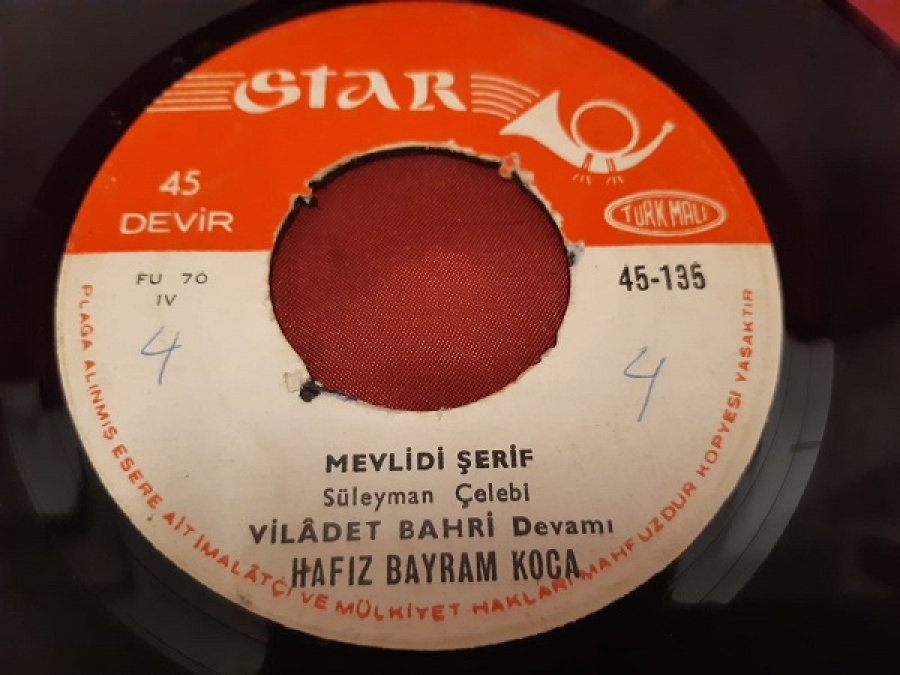 STAR
45
DEVİR
TÜRK MALI
FU 70
IV
45-135
4
4
MEVLİDİ ŞERİF
Süleyman Çelebi
VİLÂDET BAHRİ Devamı
HAFIZ BAYRAM KOCA
PLAĞA ALINMIŞ ESERE AİT İMALÂTÇI VE MÜLKİYET HAKLARI MAHFUZDUR KOPYESİ YASAKTIR